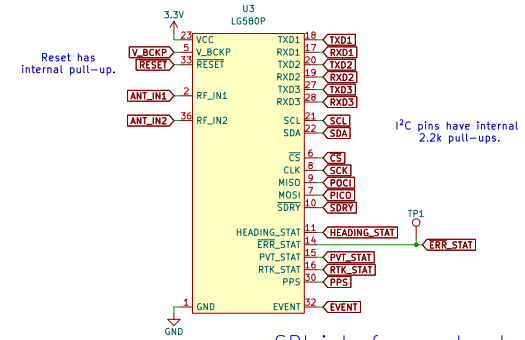 U3
LG580P
3.3V
23 VCC TXD1 18 TXD1
V_BCKP 5 V_BCKP RXD1 17 RXD1
RESET 33 RESET TXD2 20 TXD2
RXD2 19 RXD2
TXD3 27 TXD3
ANT_IN1 2 RF_IN1 RXD3 28 RXD3
ANT_IN2 36 RF_IN2 SCL 21 SCL
SDA 22 SDA
Reset has
internal pull-up.
I²C pins have internal
2.2k pull-ups.
CS 6 CS
CLK 8 SCK
MISO 9 POCI
MOSI 7 PICO
SDRY 10 SDRY
TP1
HEADING_STAT 11 HEADING_STAT
ERR_STAT 14 ERR_STAT
PVT_STAT 15 PVT_STAT
RTK_STAT 16 RTK_STAT
PPS 30 PPS
1 GND EVENT 32 EVENT
GND